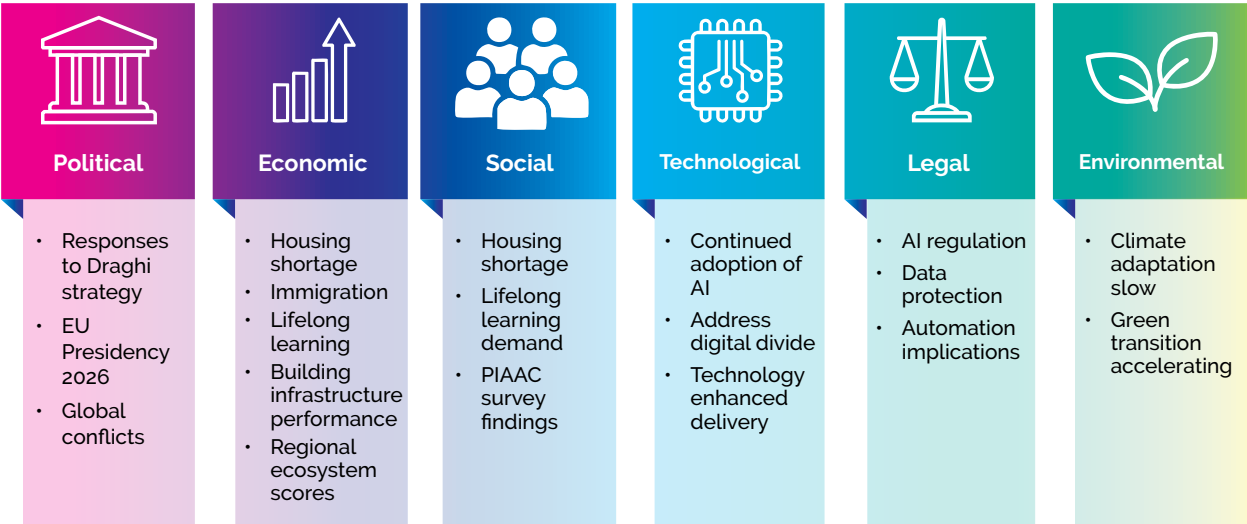 Political
• Responses
to Draghi
strategy
• EU
Presidency
2026
• Global
conflicts
Economic
• Housing
shortage
• Immigration
• Lifelong
learning
• Building
infrastructure
performance
• Regional
ecosystem
scores
Social
• Housing
shortage
• Lifelong
learning
demand
• PIAAC
survey
findings
Technological
• Continued
adoption of
AI
• Address
digital divide
• Technology
enhanced
delivery
Legal
• AI regulation
• Data
protection
• Automation
implications
Environmental
• Climate
adaptation
slow
• Green
transition
accelerating